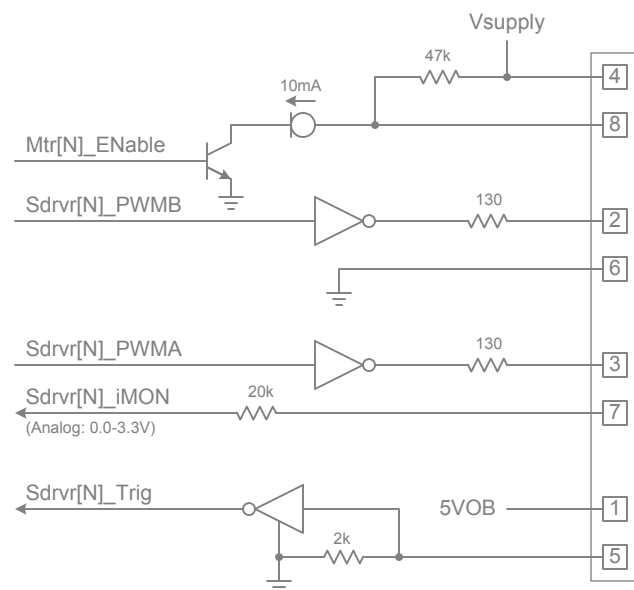 Vsupply
47k
4
10mA
8
Mtr[N]_ENable
Sdrvr[N]_PWMB
130
2
6
Sdrvr[N]_PWMA
130
3
Sdrvr[N]_iMON
20k
7
(Analog: 0.0-3.3V)
Sdrvr[N]_Trig
5VOB
1
2k
5